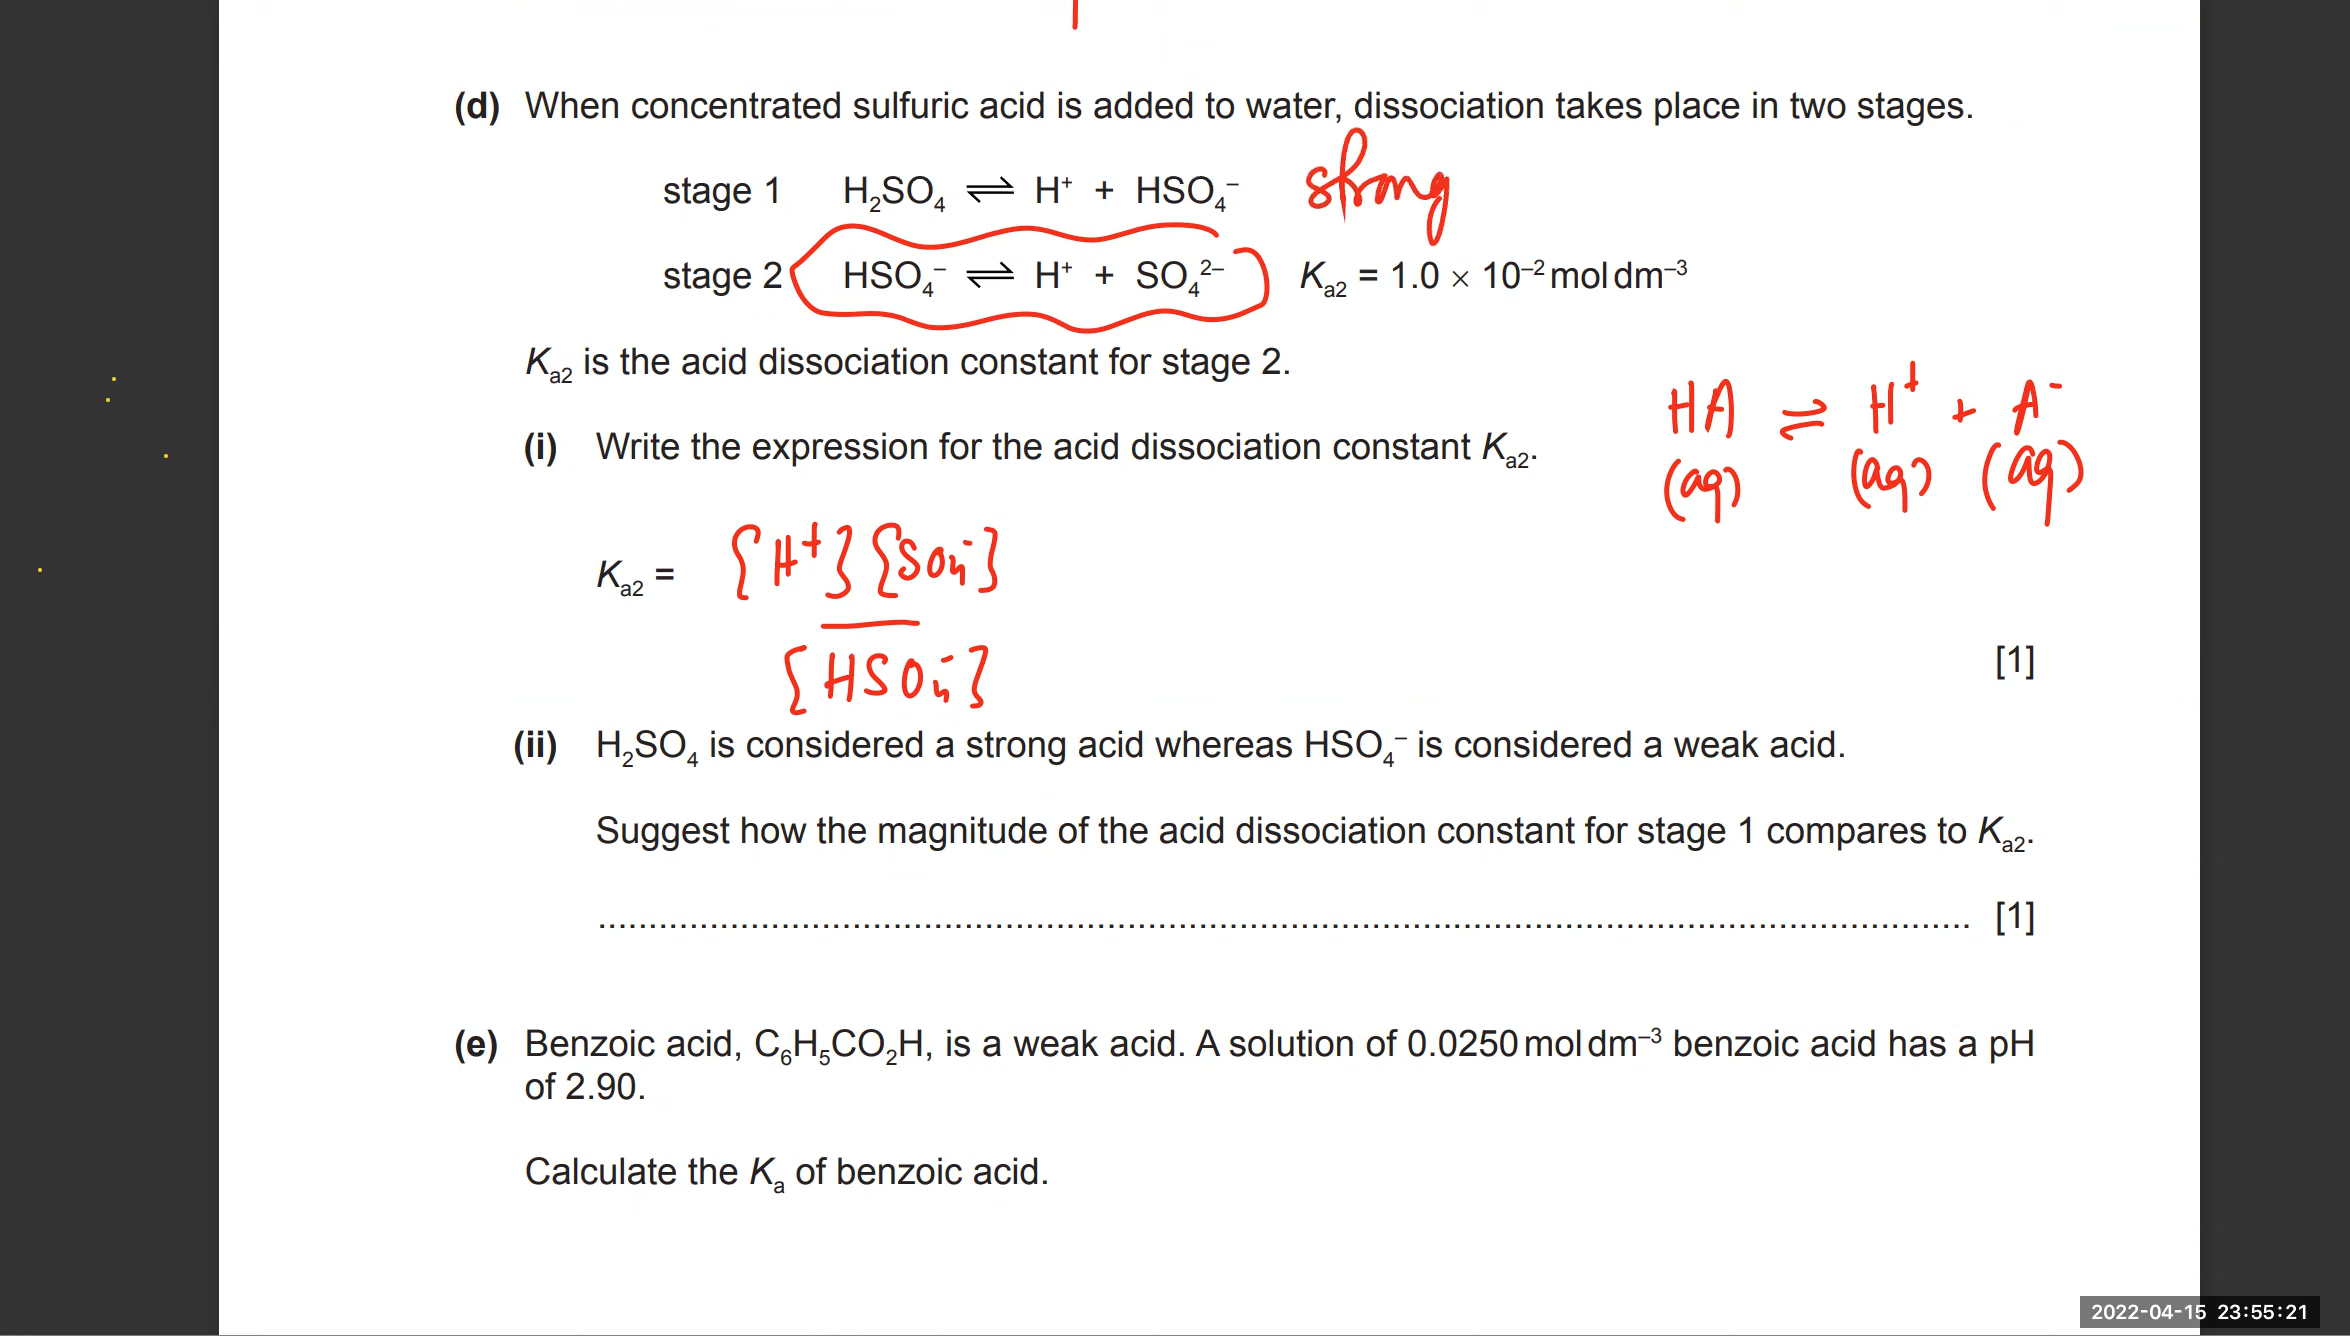 (d) When concentrated sulfuric acid is added to water, dissociation takes place in two stages.
stage 1 H₂SO₄ ⇌ H⁺ + HSO₄⁻ strong
stage 2 HSO₄⁻ ⇌ H⁺ + SO₄²⁻ Kₐ₂ = 1.0 × 10⁻² mol dm⁻³
Kₐ₂ is the acid dissociation constant for stage 2.
HA ⇌ H⁺ + A⁻
(i) Write the expression for the acid dissociation constant Kₐ₂.
(aq) (aq) (aq)
Kₐ₂ = [H⁺] [SO₄⁻]
[HSO₄⁻]
[1]
(ii) H₂SO₄ is considered a strong acid whereas HSO₄⁻ is considered a weak acid.
Suggest how the magnitude of the acid dissociation constant for stage 1 compares to Kₐ₂.
[1]
(e) Benzoic acid, C₆H₅CO₂H, is a weak acid. A solution of 0.0250 mol dm⁻³ benzoic acid has a pH
of 2.90.
Calculate the Kₐ of benzoic acid.
2022-04-15 23:55:21